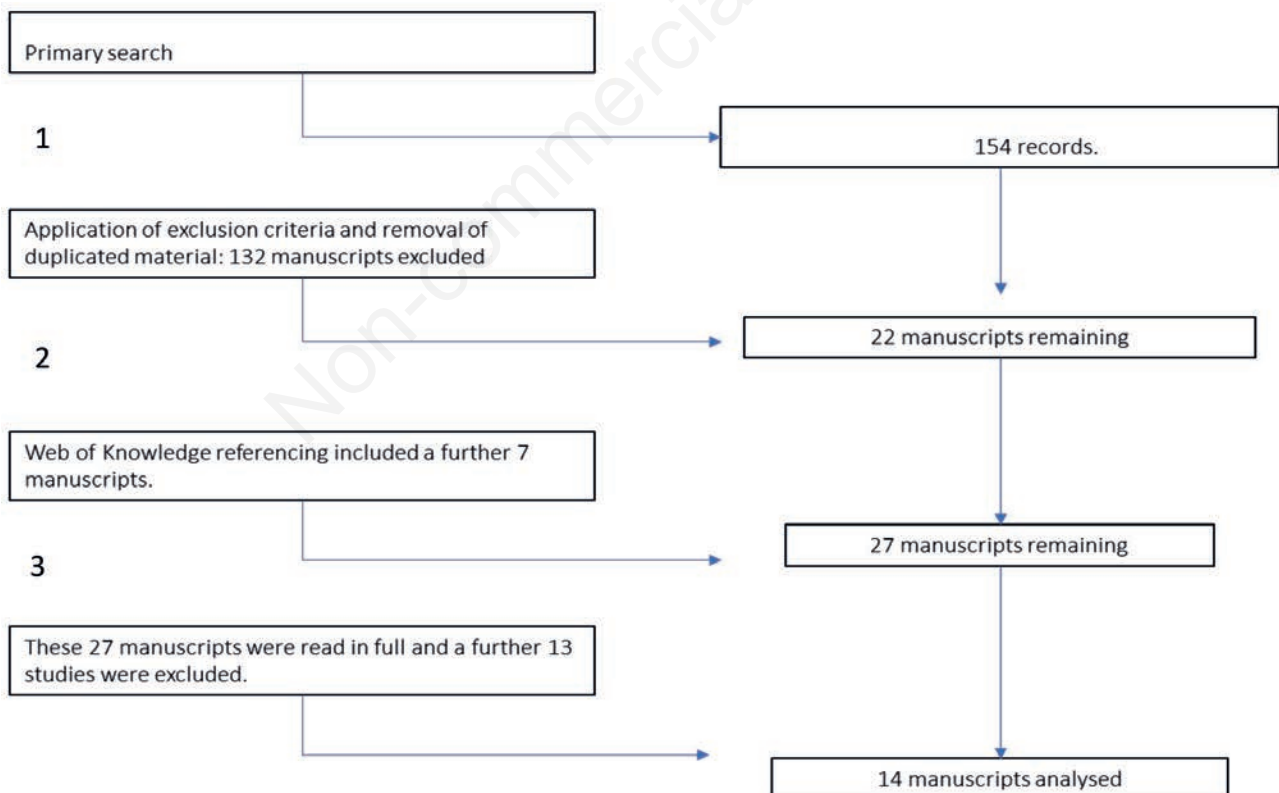 Primary search
1
154 records.
Application of exclusion criteria and removal of
duplicated material: 132 manuscripts excluded
22 manuscripts remaining
2
Web of Knowledge referencing included a further 7
manuscripts.
27 manuscripts remaining
3
These 27 manuscripts were read in full and a further 13
studies were excluded.
14 manuscripts analysed
Non-commercial